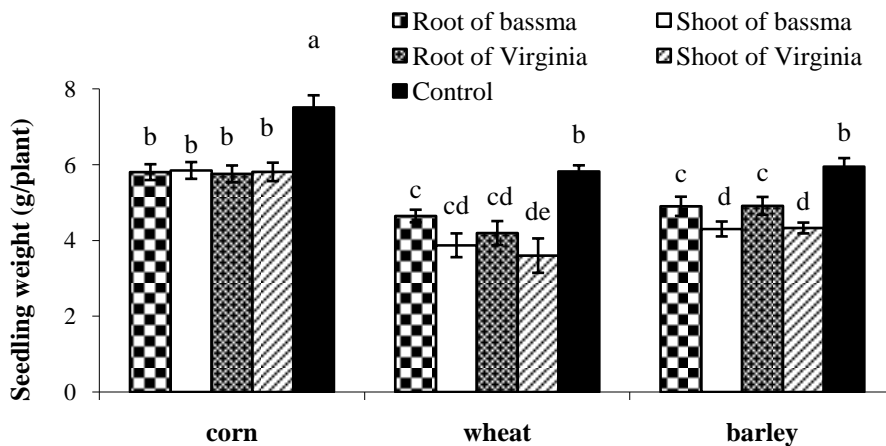 Root of bassma Shoot of bassma
Root of Virginia Shoot of Virginia
Control
Seedling weight (g/plant)
8
6
4
2
0
b b b b a
c cd cd de b
c d c d b
corn wheat barley